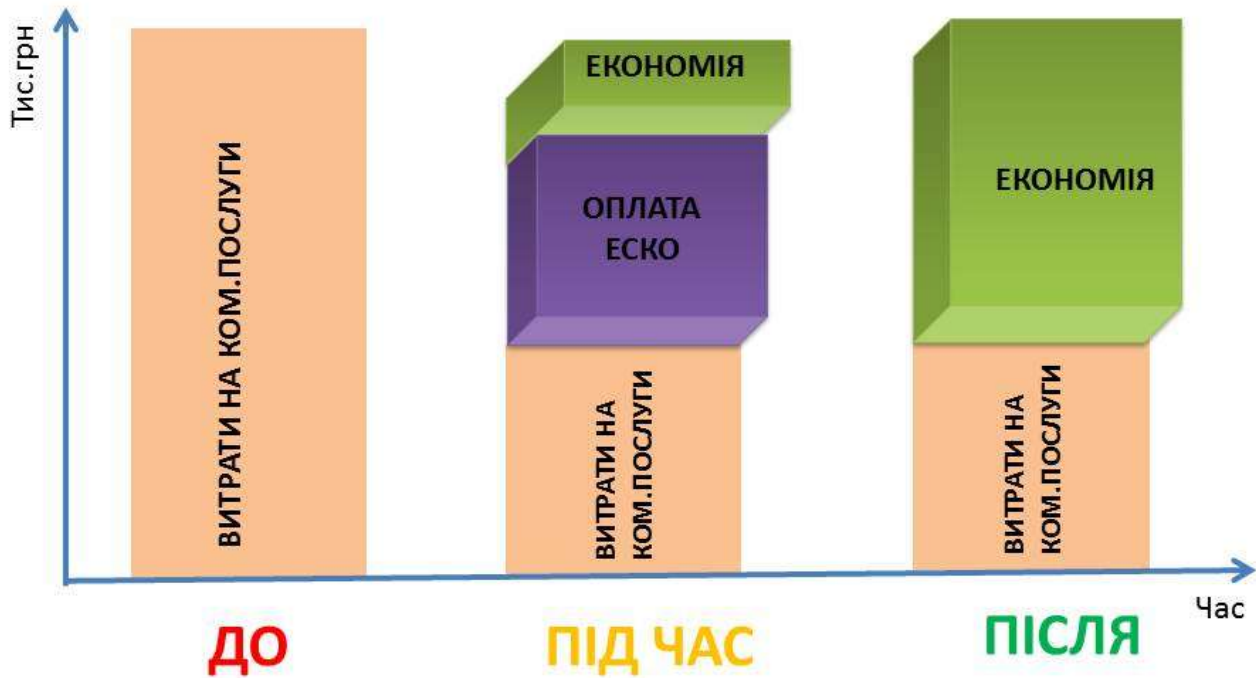 Тис.грн
ВИТРАТИ НА КОМ.ПОСЛУГИ
ЕКОНОМІЯ
ОПЛАТА
ЕСКО
ВИТРАТИ НА
КОМ.ПОСЛУГИ
ЕКОНОМІЯ
ВИТРАТИ НА
КОМ.ПОСЛУГИ
Час
ДО
ПІД ЧАС
ПІСЛЯ